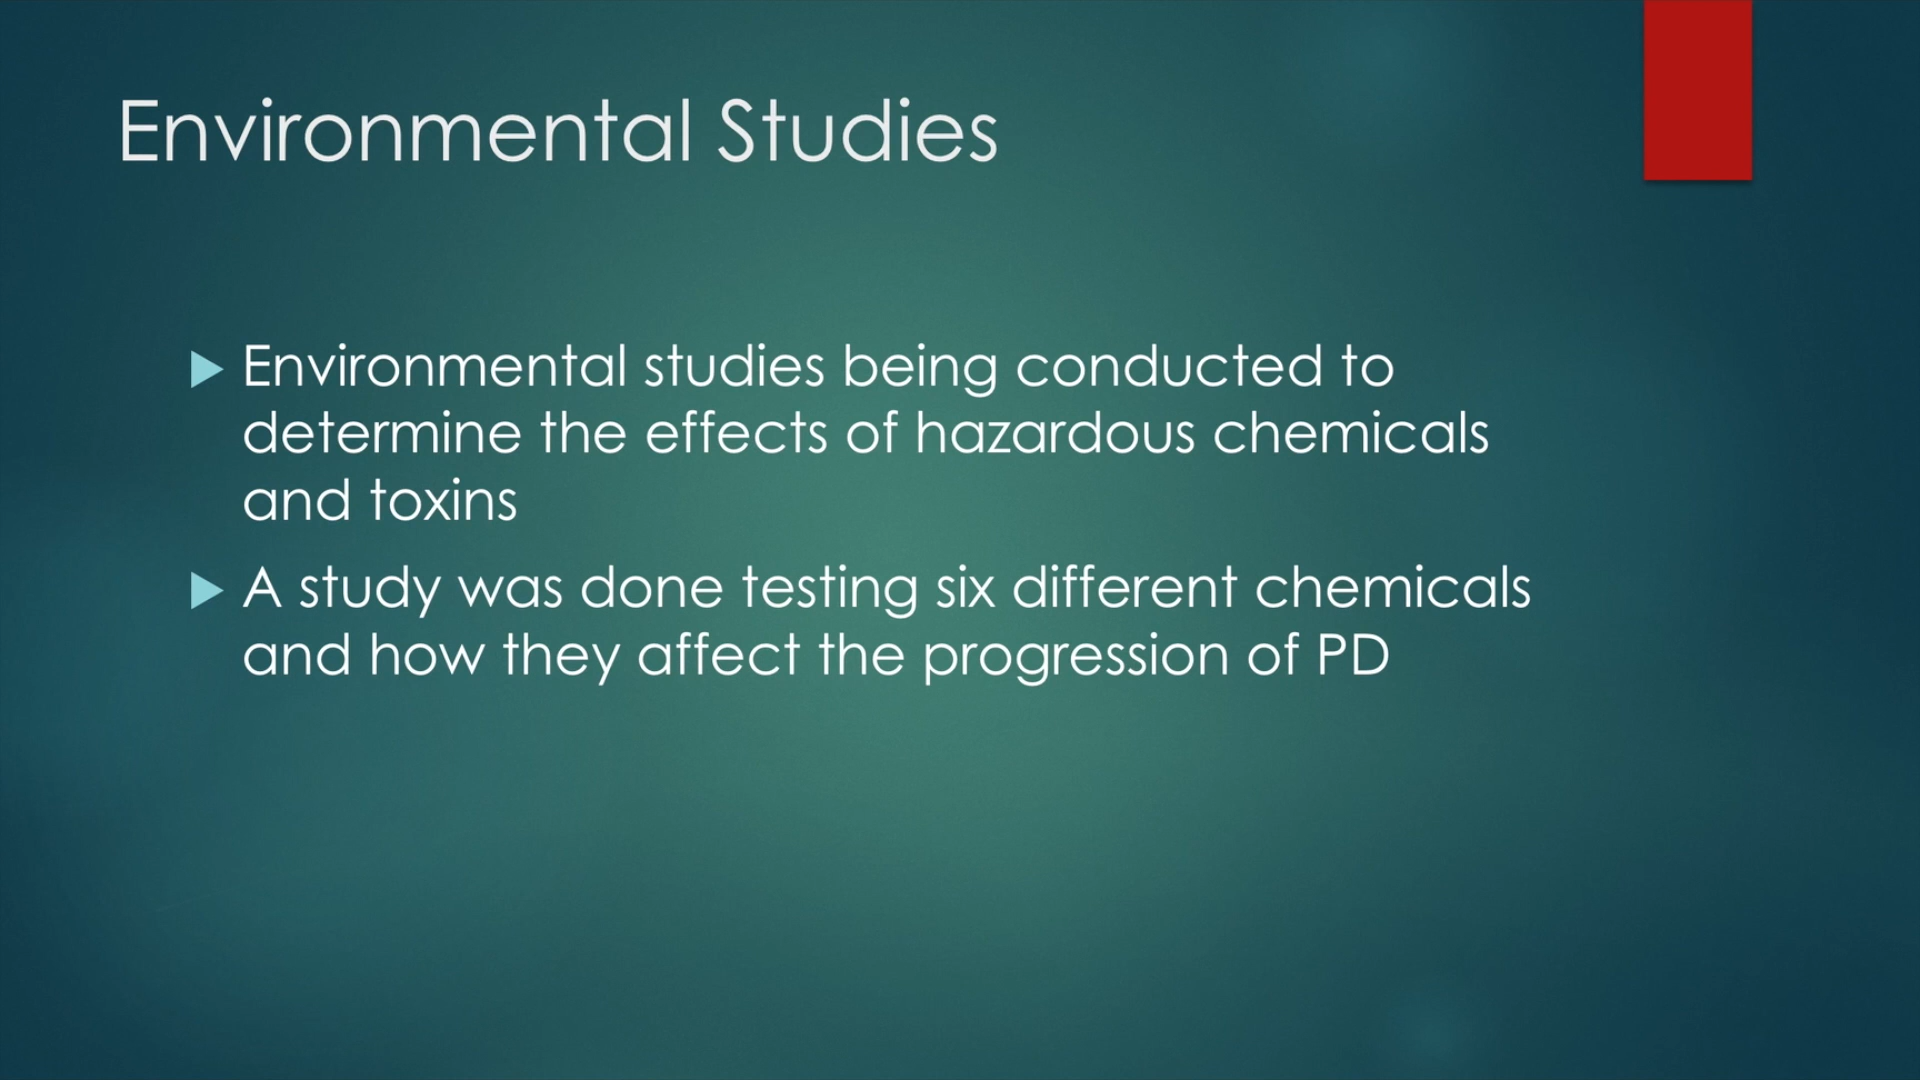 Environmental Studies
Environmental studies being conducted to
determine the effects of hazardous chemicals
and toxins
A study was done testing six different chemicals
and how they affect the progression of PD